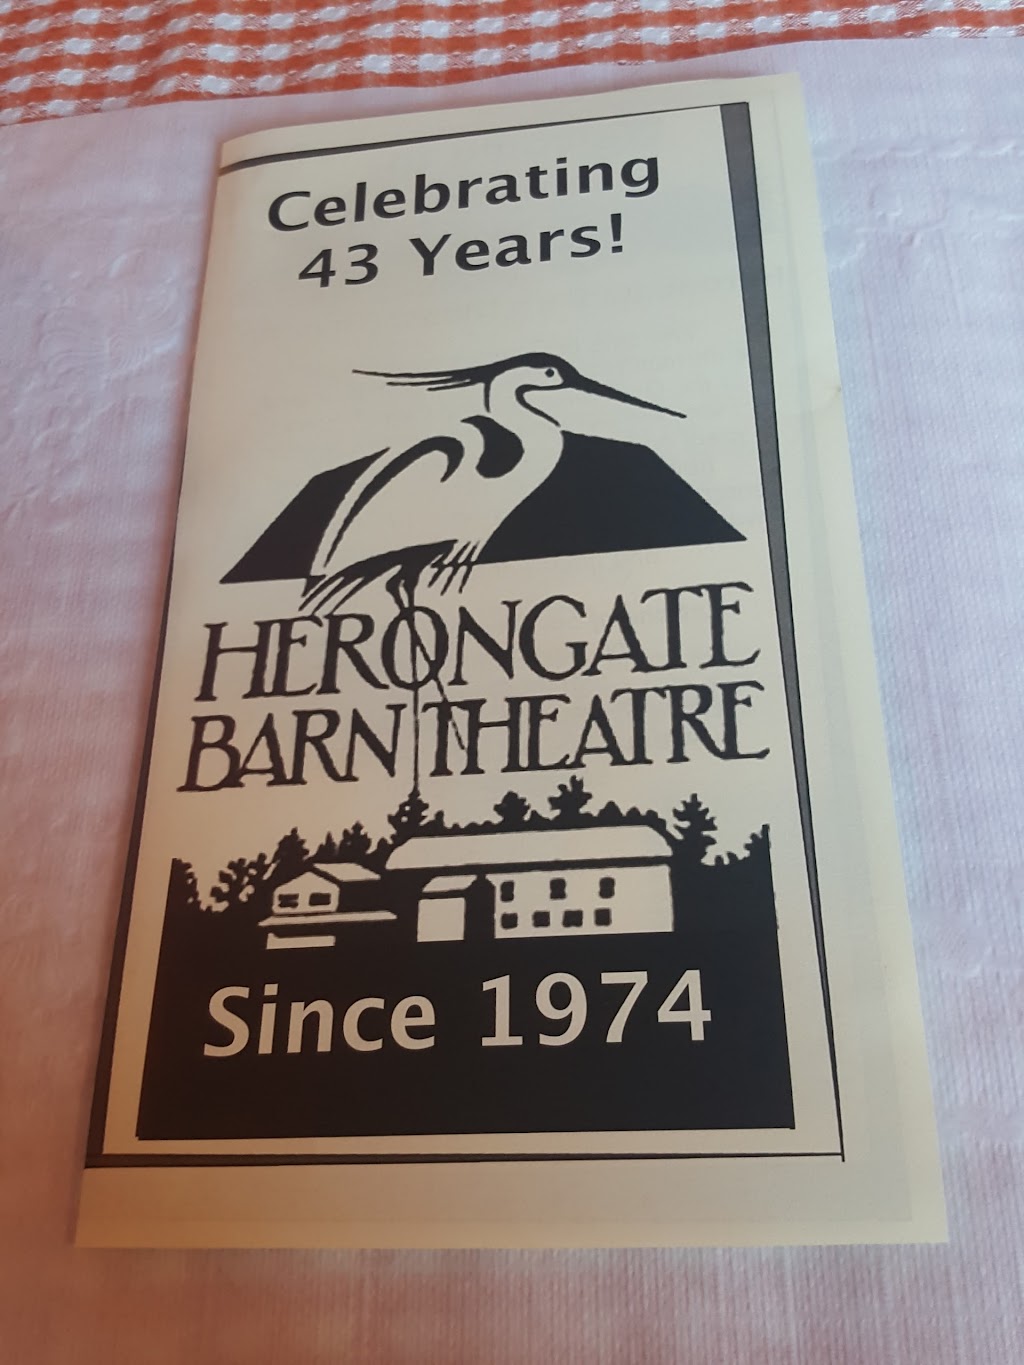 Celebrating
43 Years!
HERONGATE
BARN THEATRE
Since 1974